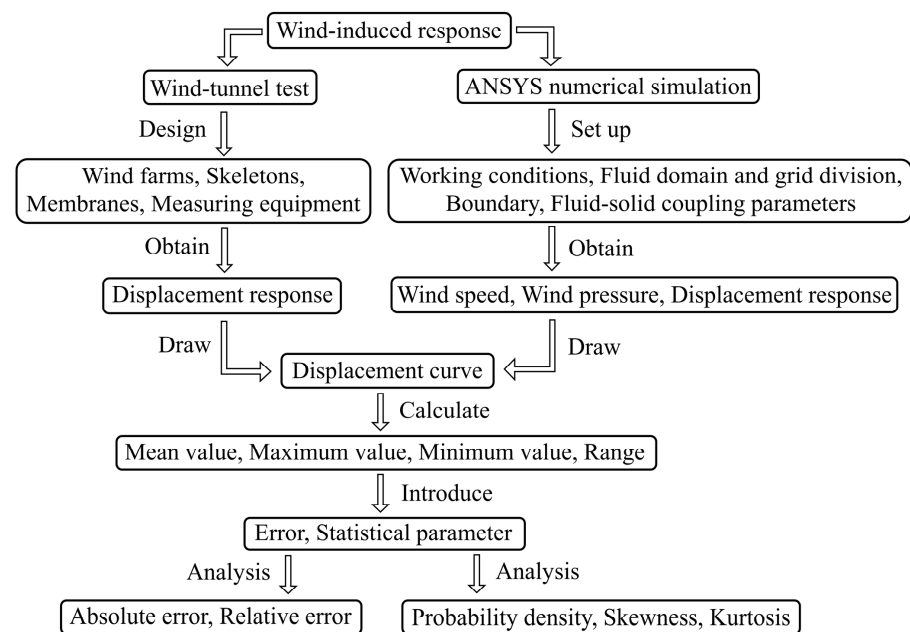 Wind-induced response
Wind-tunnel test
ANSYS numerical simulation
Design
Set up
Wind farms, Skeletons,
Membranes, Measuring equipment
Working conditions, Fluid domain and grid division,
Boundary, Fluid-solid coupling parameters
Obtain
Obtain
Displacement response
Wind speed, Wind pressure, Displacement response
Draw
Draw
Displacement curve
Calculate
Mean value, Maximum value, Minimum value, Range
Introduce
Error, Statistical parameter
Analysis
Analysis
Absolute error, Relative error
Probability density, Skewness, Kurtosis